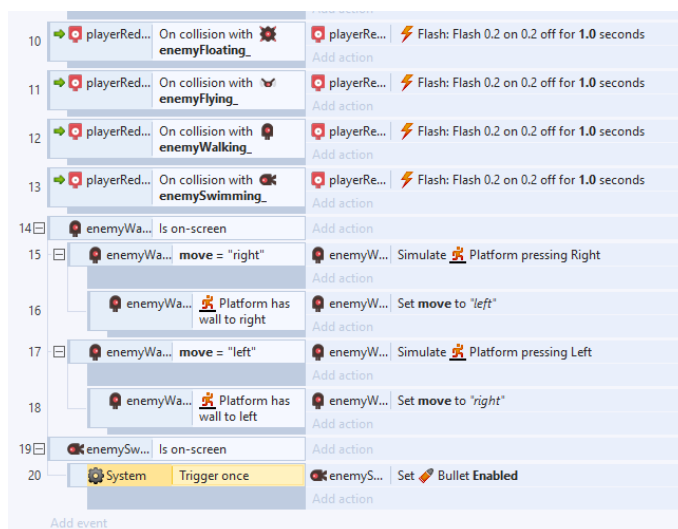 Add action
10 playerRed... On collision with playerRe... Flash: Flash 0.2 on 0.2 off for 1.0 seconds
enemyFloating_ Add action
11 playerRed... On collision with playerRe... Flash: Flash 0.2 on 0.2 off for 1.0 seconds
enemyFlying_ Add action
12 playerRed... On collision with playerRe... Flash: Flash 0.2 on 0.2 off for 1.0 seconds
enemyWalking_ Add action
13 playerRed... On collision with playerRe... Flash: Flash 0.2 on 0.2 off for 1.0 seconds
enemySwimming_ Add action
14 enemyWa... Is on-screen Add action
15 enemyWa... move = "right" enemyW... Simulate Platform pressing Right
Add action
16 enemyWa... Platform has enemyW... Set move to "left"
wall to right Add action
17 enemyWa... move = "left" enemyW... Simulate Platform pressing Left
Add action
18 enemyWa... Platform has enemyW... Set move to "right"
wall to left Add action
19 enemySw... Is on-screen Add action
20 System Trigger once enemyS... Set Bullet Enabled
Add action
Add event